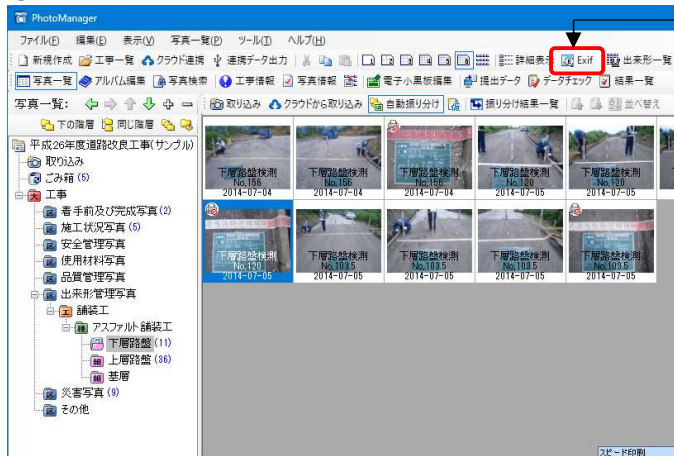 PhotoManager
ファイル(F) 編集(E) 表示(V) 写真一覧(P) ツール(T) ヘルプ(H)
新規作成 工事一覧 クラウド連携 連携データ出力 1 2 3 4 6 8 詳細表示 Exif 出来形一覧
写真一覧 アルバム編集 写真検索 工事情報 写真情報 電子小黒板編集 提出データ データチェック 結果一覧
写真一覧: 取り込み クラウドから取り込み 自動振り分け 振り分け結果一覧 並べ替え
下の階層 同じ階層
平成26年度道路改良工事(サンプル)
取り込み
ごみ箱 (5)
工事
着手前及び完成写真 (2)
施工状況写真 (5)
安全管理写真
使用材料写真
品質管理写真
出来形管理写真
舗装工
アスファルト舗装工
下層路盤 (11)
上層路盤 (36)
基層
災害写真 (9)
その他
下層路盤検測 下層路盤検測 下層路盤検測 下層路盤検測 下層路盤検測
No.156 No.156 No.156 No.120 No.120
2014-07-04 2014-07-04 2014-07-04 2014-07-05 2014-07-05
下層路盤検測 下層路盤検測 下層路盤検測 下層路盤検測 下層路盤検測
No.120 No.103.5 No.103.5 No.103.5 No.103.5
2014-07-05 2014-07-05 2014-07-05 2014-07-05 2014-07-05
スピード印刷